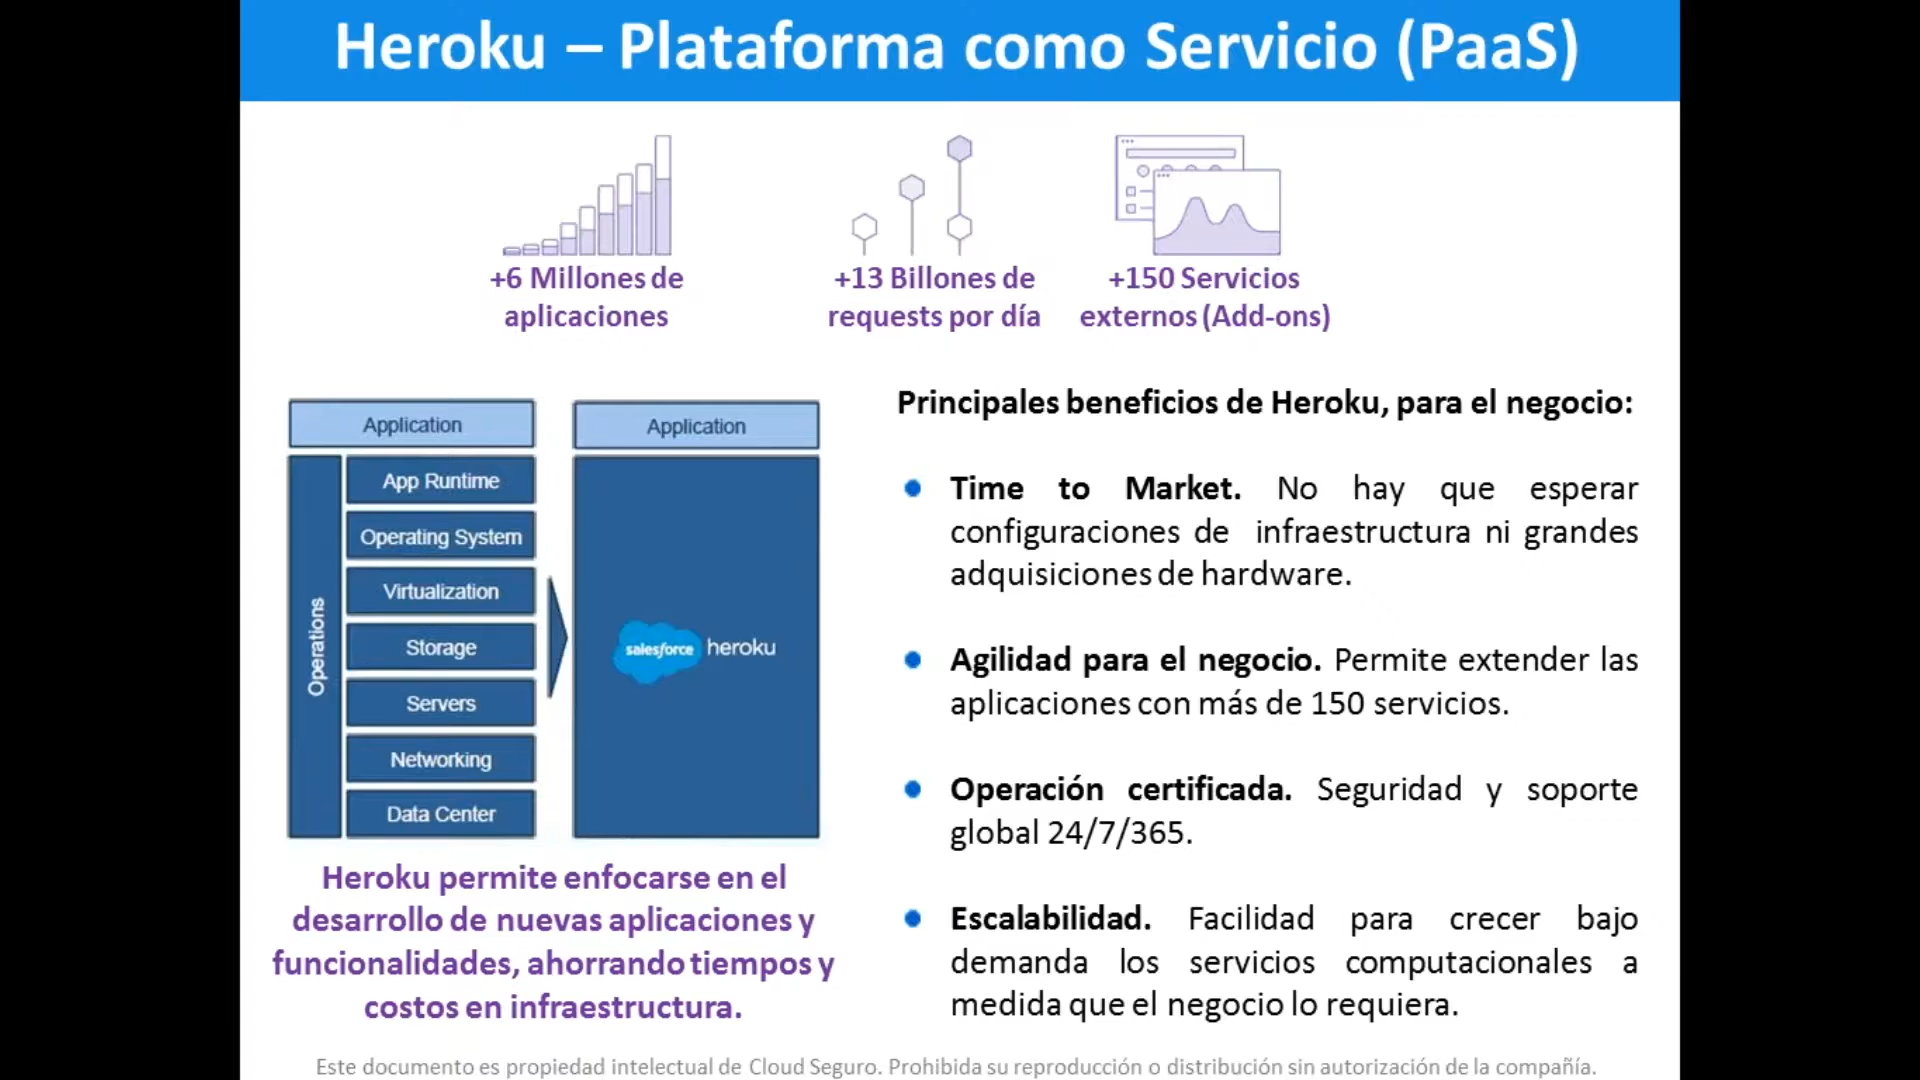 Heroku – Plataforma como Servicio (PaaS)
+6 Millones de
aplicaciones
+13 Billones de
requests por día
+150 Servicios
externos (Add-ons)
Application
Operations
App Runtime
Operating System
Virtualization
Storage
Servers
Networking
Data Center
Application
salesforce heroku
Heroku permite enfocarse en el
desarrollo de nuevas aplicaciones y
funcionalidades, ahorrando tiempos y
costos en infraestructura.
Principales beneficios de Heroku, para el negocio:
Time to Market. No hay que esperar
configuraciones de infraestructura ni grandes
adquisiciones de hardware.
Agilidad para el negocio. Permite extender las
aplicaciones con más de 150 servicios.
Operación certificada. Seguridad y soporte
global 24/7/365.
Escalabilidad. Facilidad para crecer bajo
demanda los servicios computacionales a
medida que el negocio lo requiera.
Este documento es propiedad intelectual de Cloud Seguro. Prohibida su reproducción o distribución sin autorización de la compañía.